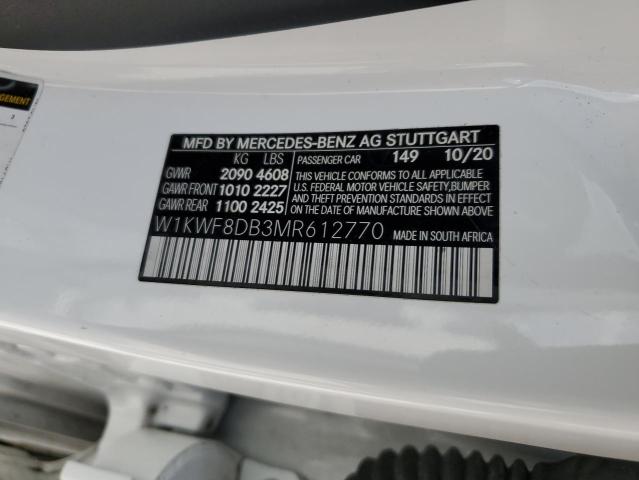 AGEMENT
MFD BY MERCEDES-BENZ AG STUTTGART
KG LBS PASSENGER CAR 149 10/20
GVWR 2090 4608 THIS VEHICLE CONFORMS TO ALL APPLICABLE
GAWR FRONT 1010 2227 U.S. FEDERAL MOTOR VEHICLE SAFETY,BUMPER
GAWR REAR 1100 2425 AND THEFT PREVENTION STANDARDS IN EFFECT
ON THE DATE OF MANUFACTURE SHOWN ABOVE.
W1KWF8DB3MR612770 MADE IN SOUTH AFRICA